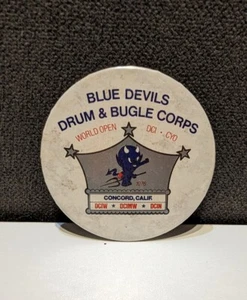 BLUE DEVILS
DRUM & BUGLE CORPS
WORLD OPEN DCI · CYO
CONCORD, CALIF